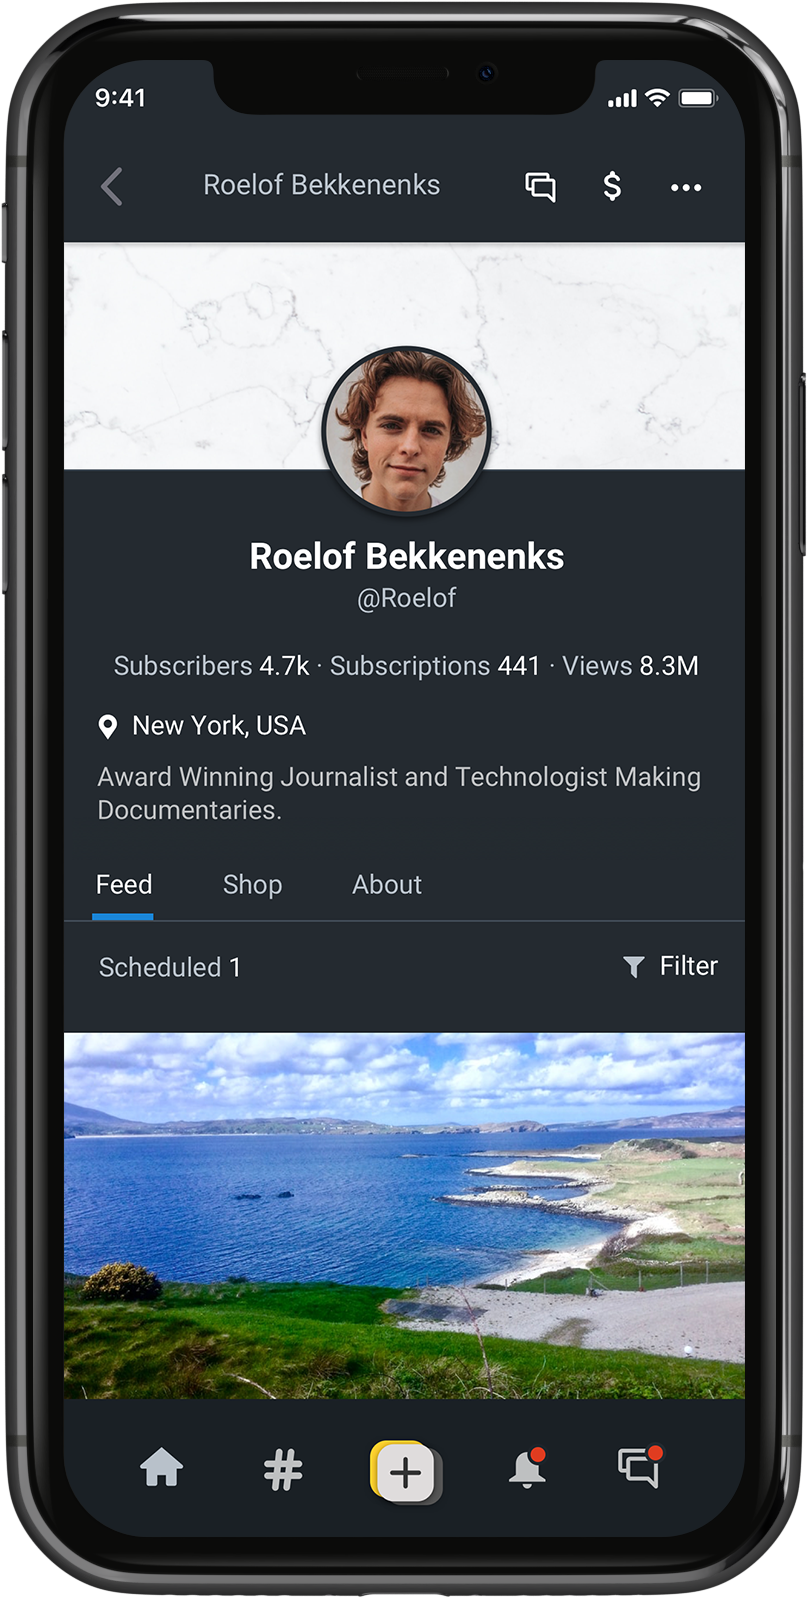 9:41
Roelof Bekkenenks
Roelof Bekkenenks
@Roelof
Subscribers 4.7k · Subscriptions 441 · Views 8.3M
New York, USA
Award Winning Journalist and Technologist Making
Documentaries.
Feed Shop About
Scheduled 1 Filter